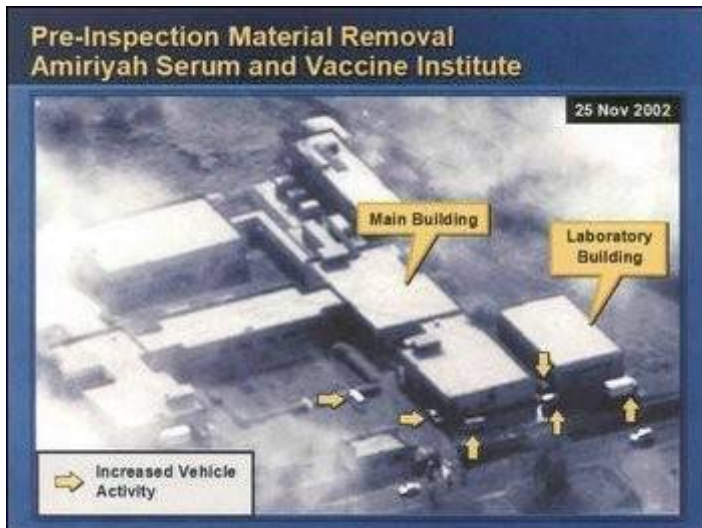 Pre-Inspection Material Removal
Amiriyah Serum and Vaccine Institute
25 Nov 2002
Main Building
Laboratory
Building
Increased Vehicle
Activity